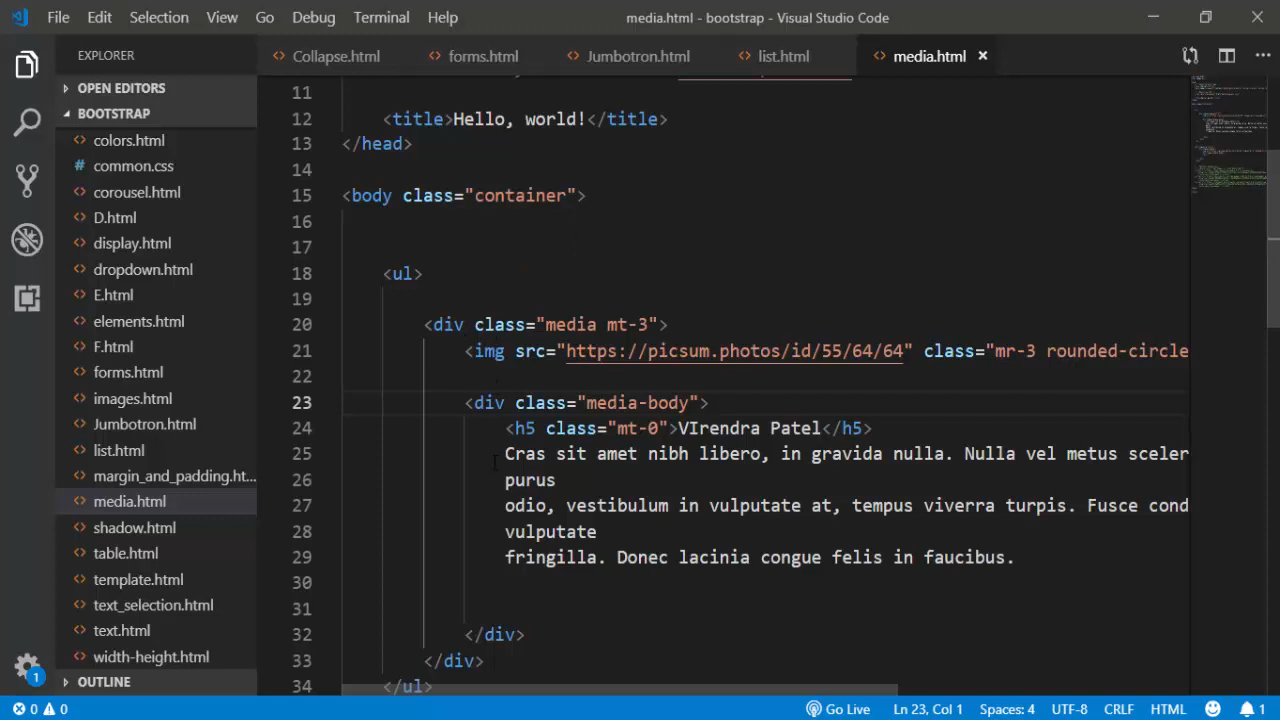 File Edit Selection View Go Debug Terminal Help
media.html - bootstrap - Visual Studio Code
EXPLORER
Collapse.html
forms.html
Jumbotron.html
list.html
media.html
OPEN EDITORS
BOOTSTRAP
colors.html
common.css
corousel.html
D.html
display.html
dropdown.html
E.html
elements.html
F.html
forms.html
images.html
Jumbotron.html
list.html
margin_and_padding.ht...
media.html
shadow.html
table.html
template.html
text_selection.html
text.html
width-height.html
OUTLINE
11
12 <title>Hello, world!</title>
13 </head>
14
15 <body class="container">
16
17
18 <ul>
19
20 <div class="media mt-3">
21 <img src="https://picsum.photos/id/55/64/64" class="mr-3 rounded-circle
22
23 <div class="media-body">
24 <h5 class="mt-0">VIrendra Patel</h5>
25 Cras sit amet nibh libero, in gravida nulla. Nulla vel metus sceler
26 purus
27 odio, vestibulum in vulputate at, tempus viverra turpis. Fusce cond
28 vulputate
29 fringilla. Donec lacinia congue felis in faucibus.
30
31
32 </div>
33 </div>
34 </ul>
1
0 0 Go Live Ln 23, Col 1 Spaces: 4 UTF-8 CRLF HTML 1